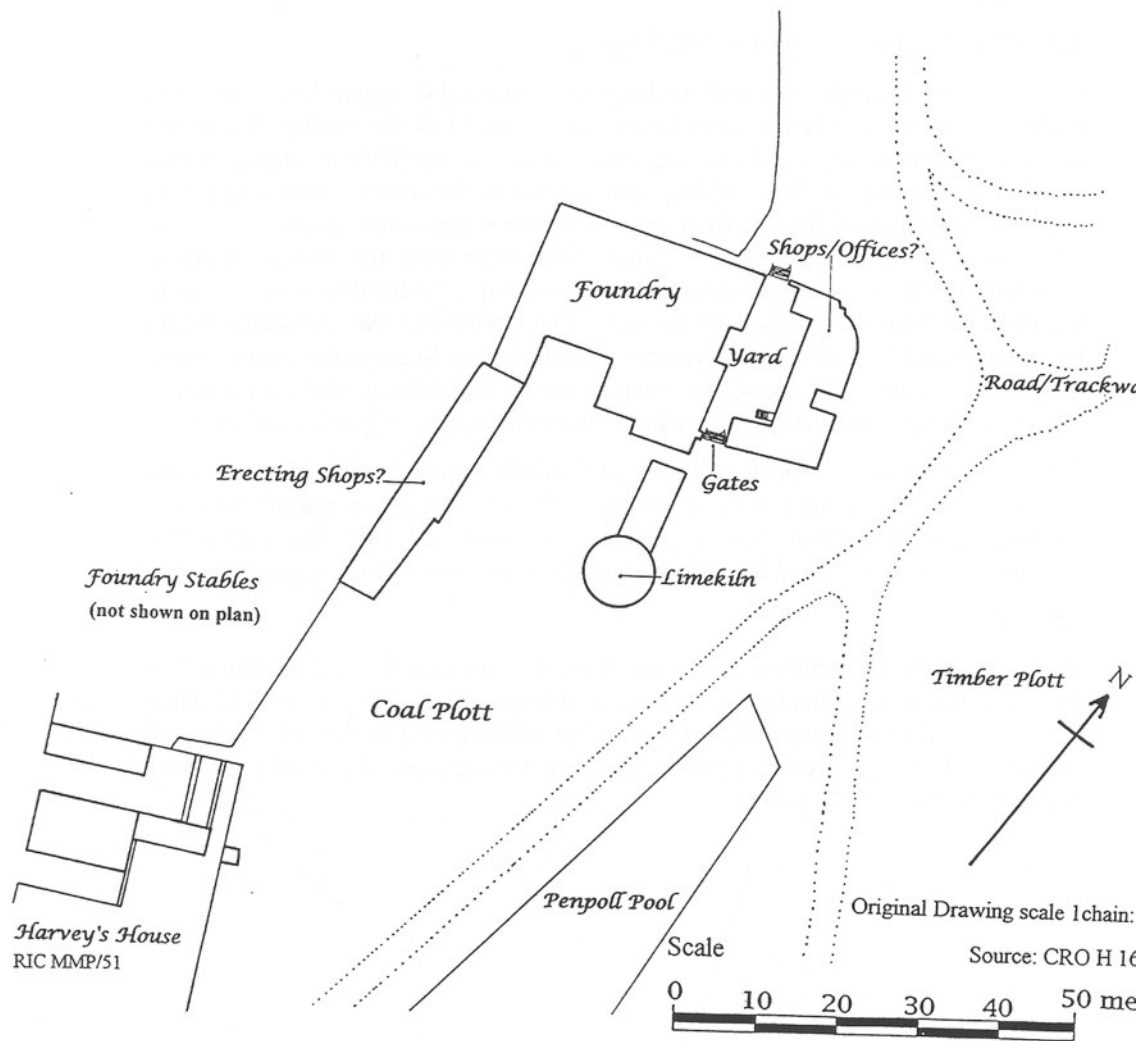 Shops/Offices?
Foundry
Yard
Road/Trackwa
Erecting Shops?
Gates
Limekiln
Foundry Stables
(not shown on plan)
Timber Plott
N
Coal Plott
Penpoll Pool
Harvey's House
RIC MMP/51
Original Drawing scale 1chain:
Source: CRO H 16
Scale
0 10 20 30 40 50 me